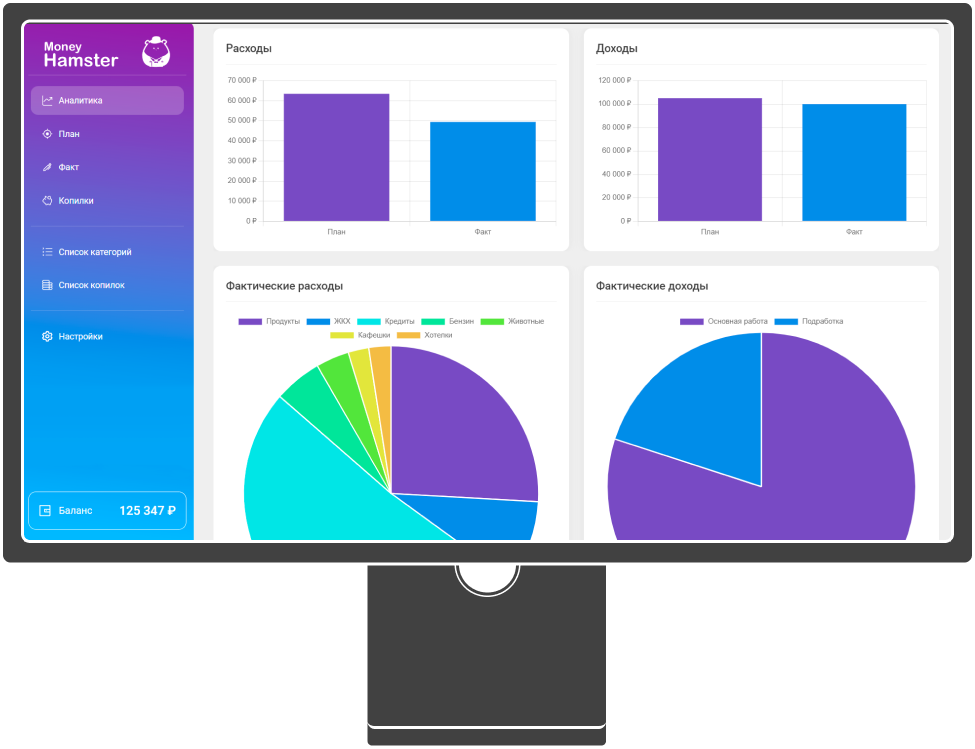 Money
Hamster
Аналитика
План
Факт
Копилки
Список категорий
Список копилок
Настройки
Баланс 125 347 ₽
Расходы
70 000 ₽
60 000 ₽
50 000 ₽
40 000 ₽
30 000 ₽
20 000 ₽
10 000 ₽
0 ₽
План Факт
Доходы
120 000 ₽
100 000 ₽
80 000 ₽
60 000 ₽
40 000 ₽
20 000 ₽
0 ₽
План Факт
Фактические расходы
Продукты ЖКХ Кредиты Бензин Животные
Кафешки Хотелки
Фактические доходы
Основная работа Подработка